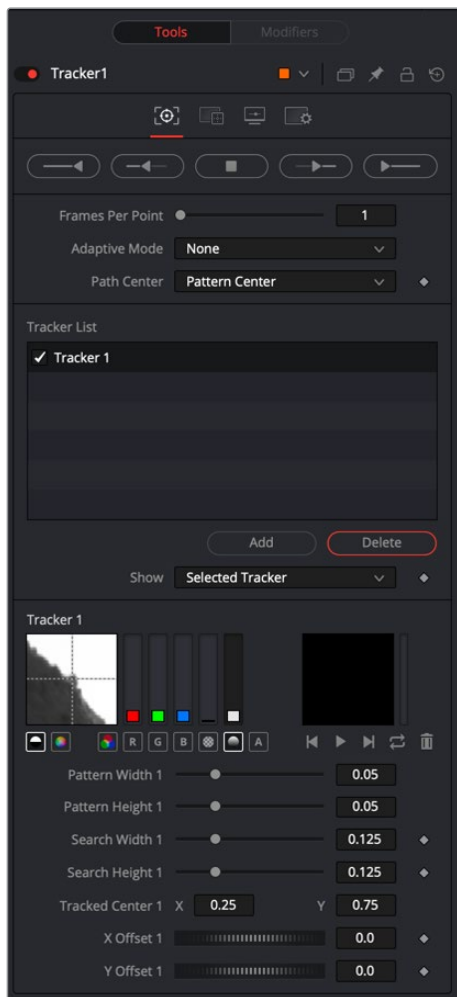 Tools Modifiers
Tracker1
Frames Per Point 1
Adaptive Mode None
Path Center Pattern Center
Tracker List
Tracker 1
Add Delete
Show Selected Tracker
Tracker 1
R G B A
Pattern Width 1 0.05
Pattern Height 1 0.05
Search Width 1 0.125
Search Height 1 0.125
Tracked Center 1 X 0.25 Y 0.75
X Offset 1 0.0
Y Offset 1 0.0